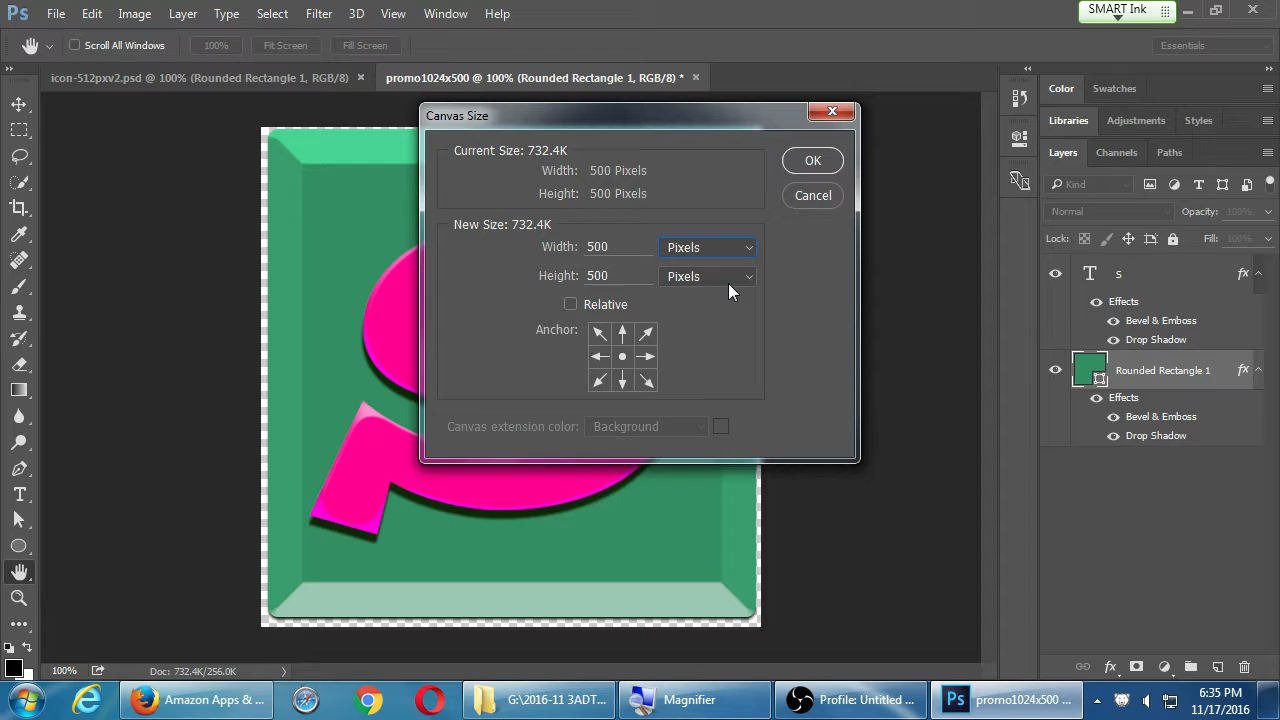 Ps File Edit Image Layer Type Select Filter 3D View Window Help
SMART Ink
Scroll All Windows 100% Fit Screen Fill Screen Essentials
icon-512pxv2.psd @ 100% (Rounded Rectangle 1, RGB/8) × promo1024x500 @ 100% (Rounded Rectangle 1, RGB/8) * ×
Color Swatches
Libraries Adjustments Styles
Layers Channels Paths
Kind
Normal Opacity:
Lock: Fill:
T S fx
Effects
Bevel & Emboss
Drop Shadow
Rounded Rectangle 1 fx
Effects
Bevel & Emboss
Drop Shadow
Canvas Size
Current Size: 732.4K
Width: 500 Pixels
Height: 500 Pixels
OK
Cancel
New Size: 732.4K
Width: 500 Pixels
Height: 500 Pixels
Relative
Anchor:
Canvas extension color: Background
100% Doc: 732.4K/256.0K
fx
Amazon Apps & ... G:\2016-11 3ADT... Magnifier Profile: Untitled ... Ps promo1024x500 ...
6:35 PM
11/17/2016